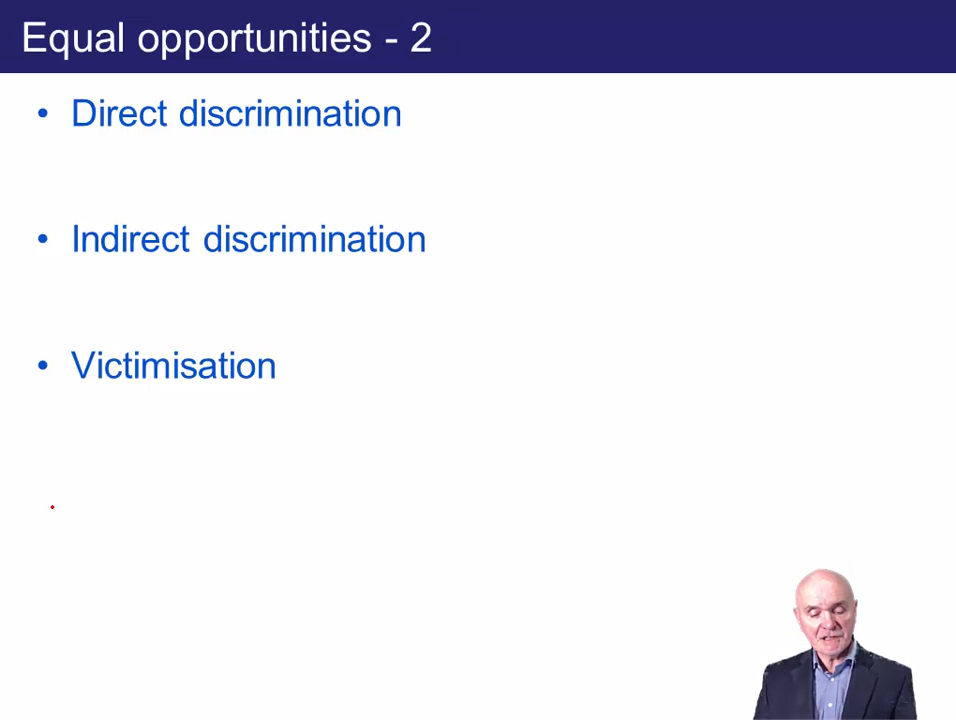 Equal opportunities - 2
• Direct discrimination
• Indirect discrimination
• Victimisation